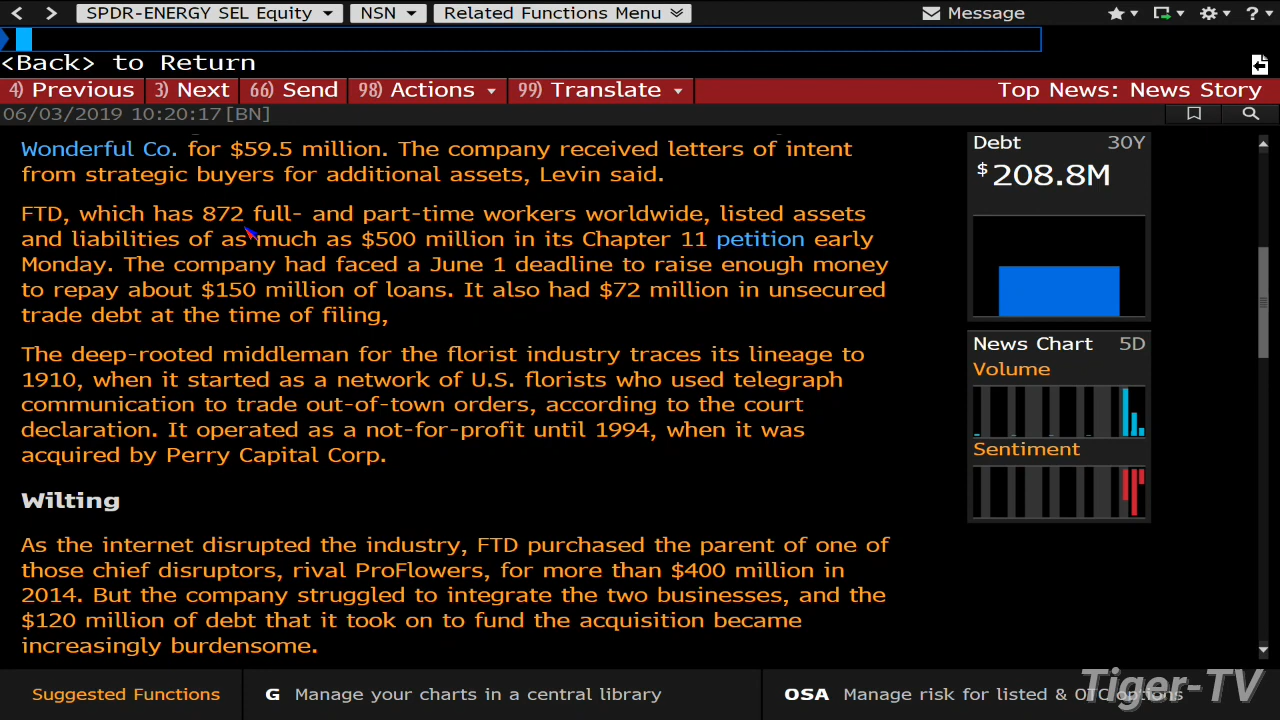 SPDR-ENERGY SEL Equity NSN Related Functions Menu Message ?
<Back> to Return
4) Previous 3) Next 66) Send 98) Actions 99) Translate Top News: News Story
06/03/2019 10:20:17[BN]
Wonderful Co. for $59.5 million. The company received letters of intent
from strategic buyers for additional assets, Levin said.
FTD, which has 872 full- and part-time workers worldwide, listed assets
and liabilities of as much as $500 million in its Chapter 11 petition early
Monday. The company had faced a June 1 deadline to raise enough money
to repay about $150 million of loans. It also had $72 million in unsecured
trade debt at the time of filing,
The deep-rooted middleman for the florist industry traces its lineage to
1910, when it started as a network of U.S. florists who used telegraph
communication to trade out-of-town orders, according to the court
declaration. It operated as a not-for-profit until 1994, when it was
acquired by Perry Capital Corp.
Wilting
As the internet disrupted the industry, FTD purchased the parent of one of
those chief disruptors, rival ProFlowers, for more than $400 million in
2014. But the company struggled to integrate the two businesses, and the
$120 million of debt that it took on to fund the acquisition became
increasingly burdensome.
Debt 30Y
$208.8M
News Chart 5D
Volume
Sentiment
Suggested Functions G Manage your charts in a central library OSA Manage risk for listed & OTC options
Tiger-TV